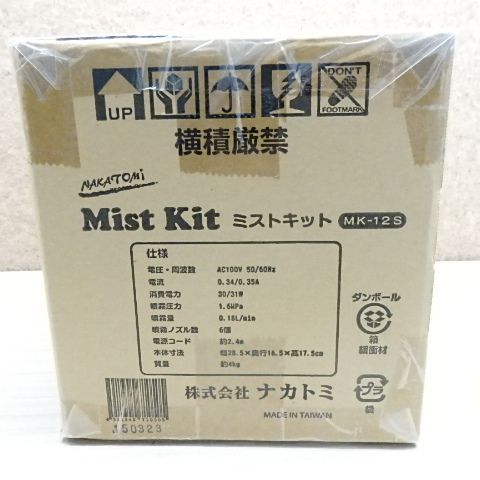 UP
DON'T
FOOTMARK
横積厳禁
NAKATOMI
Mist Kit ミストキット MK-12S
仕様
電圧・周波数 AC100V 50/60Hz
電流 0.34/0.35A
消費電力 30/31W
噴霧圧力 1.6MPa
噴霧量 0.18L/min
噴霧ノズル数 6個
電源コード 約2.4m
本体寸法 幅28.5×奥行16.5×高17.5cm
質量 約4kg
ダンボール
箱
緩衝材
プラ
袋
株式会社 ナカトミ
MADE IN TAIWAN
150323